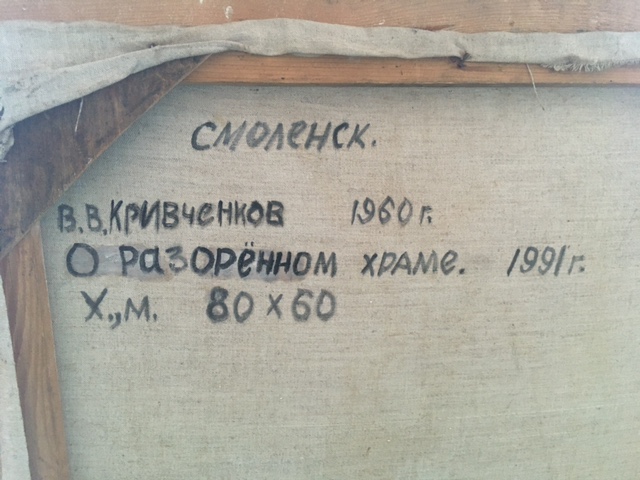 СМОЛЕНСК.
В.В.КРИВЧЕНКОВ 1960 г.
О РАЗОРЁННОМ ХРАМЕ. 1991 г.
Х.,М. 80 х 60